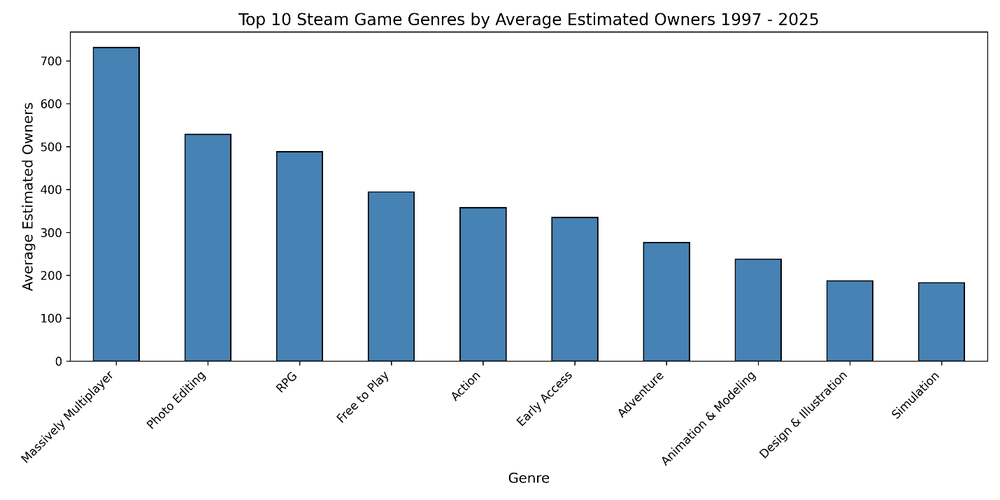 Top 10 Steam Game Genres by Average Estimated Owners 1997 - 2025
Average Estimated Owners
700
600
500
400
300
200
100
0
Massively Multiplayer
Photo Editing
RPG
Free to Play
Action
Early Access
Adventure
Animation & Modeling
Design & Illustration
Simulation
Genre